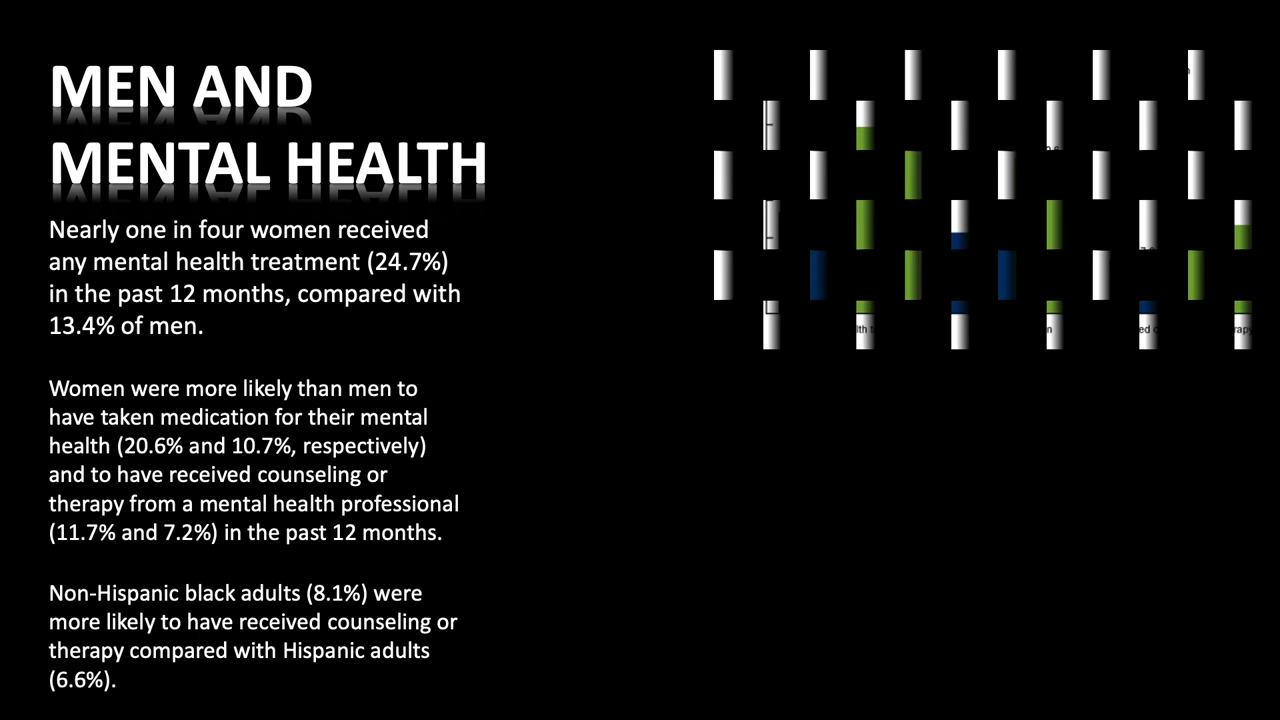 MEN AND
MENTAL HEALTH
Nearly one in four women received
any mental health treatment (24.7%)
in the past 12 months, compared with
13.4% of men.
Women were more likely than men to
have taken medication for their mental
health (20.6% and 10.7%, respectively)
and to have received counseling or
therapy from a mental health professional
(11.7% and 7.2%) in the past 12 months.
Non-Hispanic black adults (8.1%) were
more likely to have received counseling or
therapy compared with Hispanic adults
(6.6%).